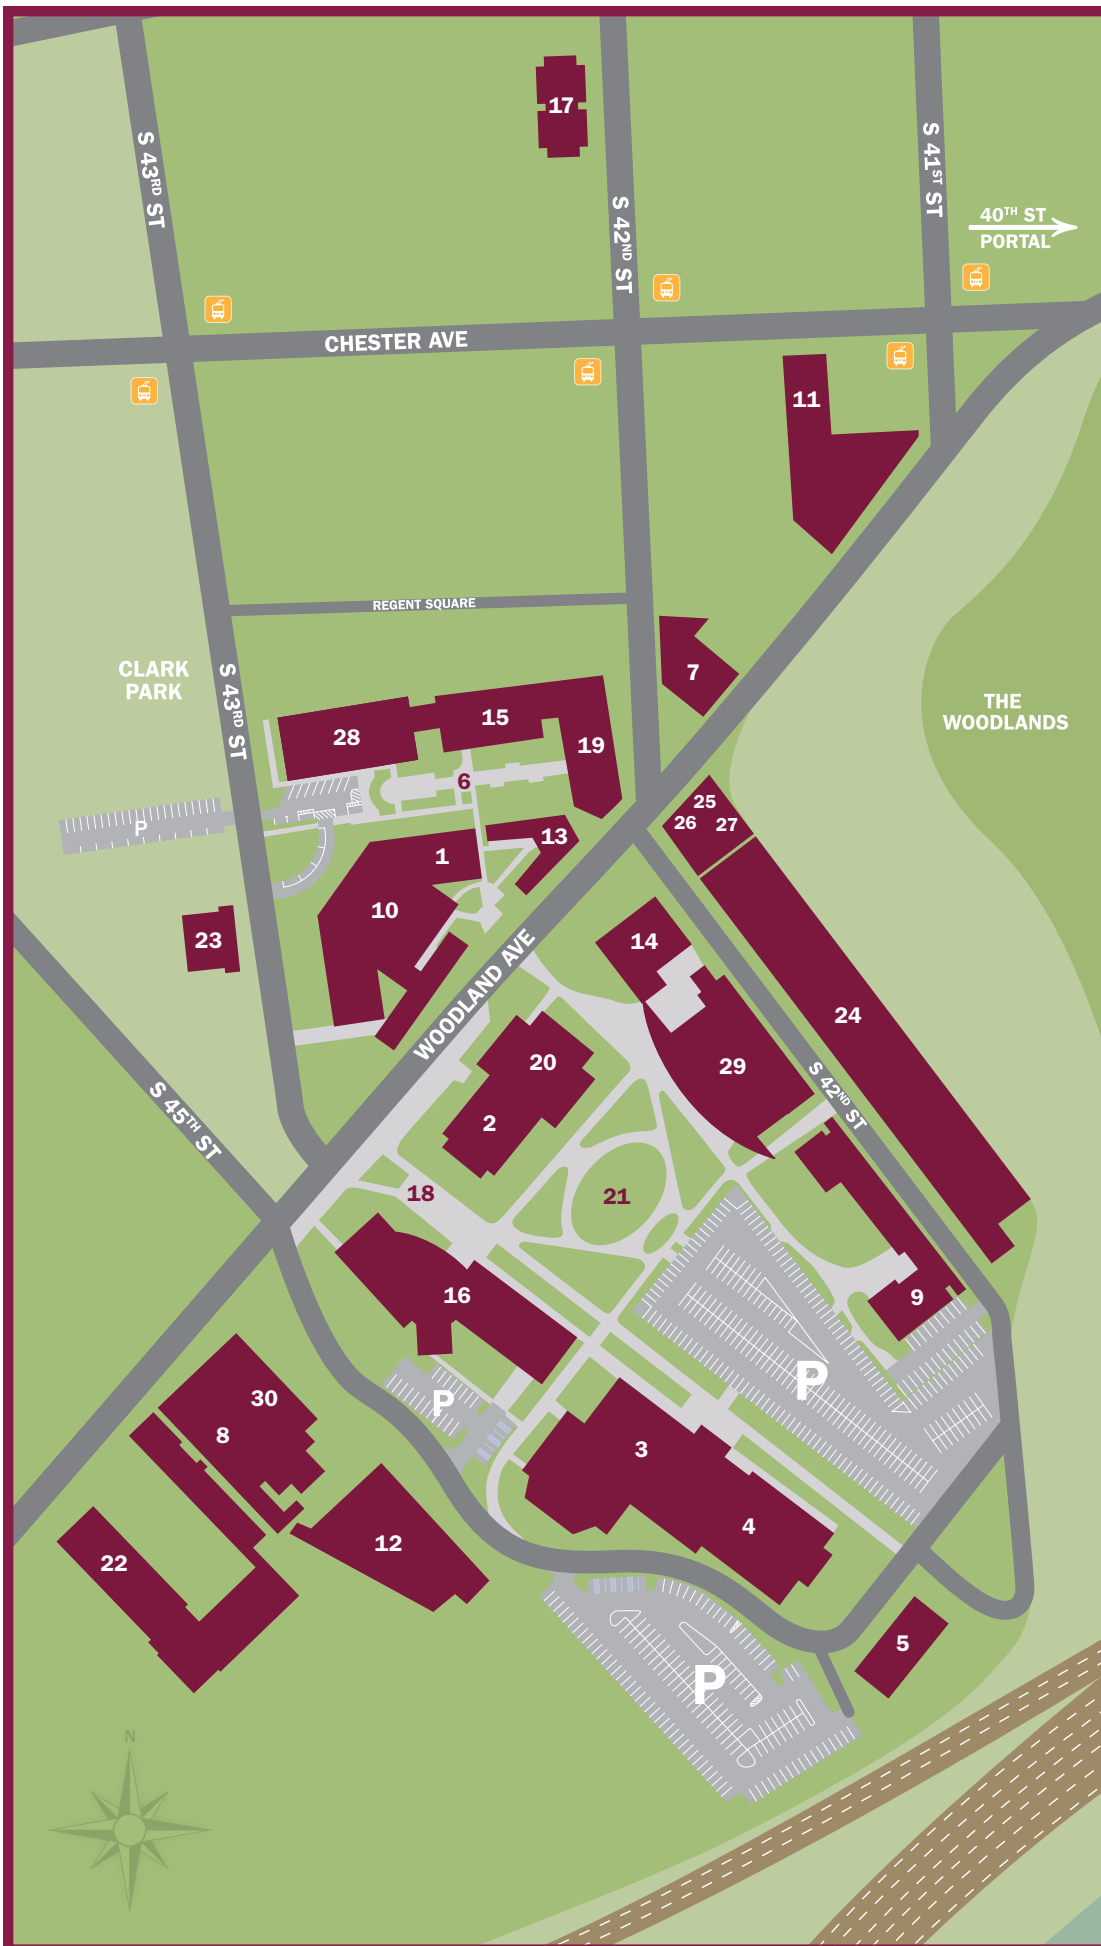 17
S 43RD ST
S 42ND ST
S 41ST ST
40TH ST
PORTAL
CHESTER AVE
11
REGENT SQUARE
CLARK
PARK
S 43RD ST
7
THE
WOODLANDS
28
15
19
6
P
13
1
10
25
26
27
23
14
24
WOODLAND AVE
20
29
S 42ND ST
2
S 45TH ST
18
21
16
9
P
P
30
8
3
4
12
22
5
P
N